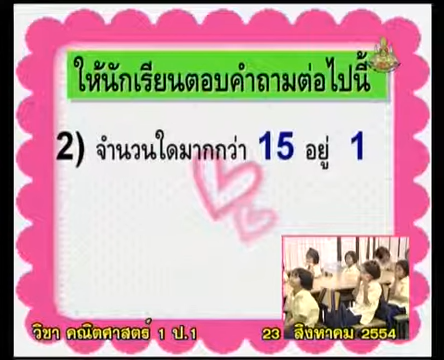 ให้นักเรียนตอบคำถามต่อไปนี้
2) จำนวนใดมากกว่า 15 อยู่ 1
วิชา คณิตศาสตร์ 1 ป.1 23 สิงหาคม 2554